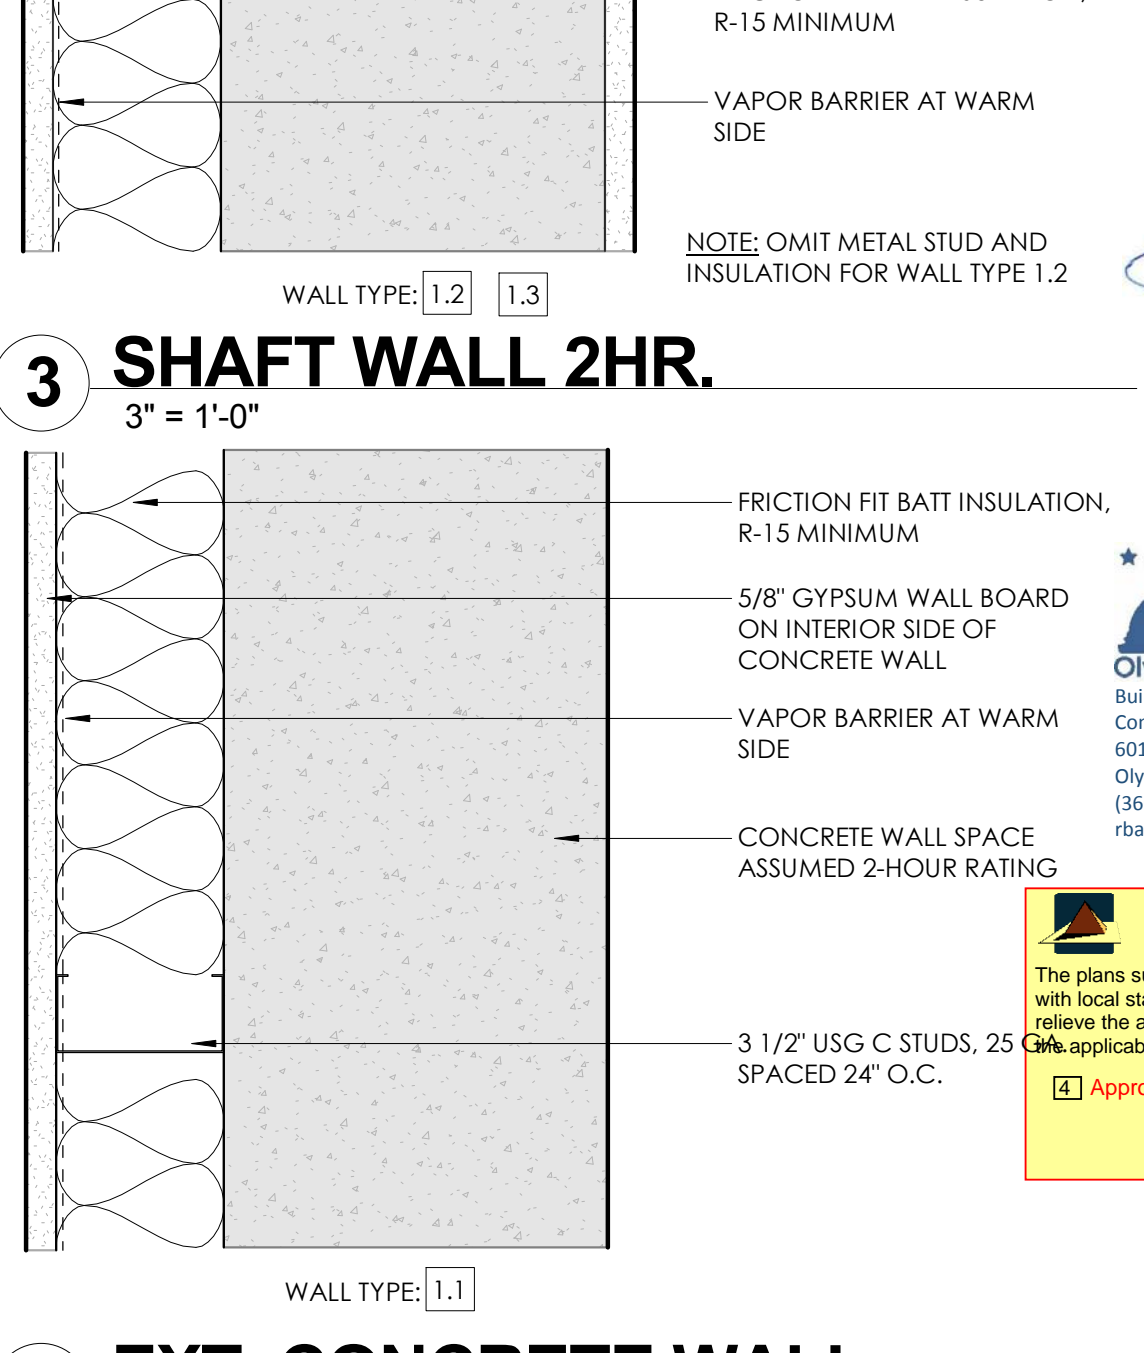 R-15 MINIMUM
VAPOR BARRIER AT WARM
SIDE
NOTE: OMIT METAL STUD AND
INSULATION FOR WALL TYPE 1.2
WALL TYPE: 1.2 1.3
3 SHAFT WALL 2HR.
3" = 1'-0"
FRICTION FIT BATT INSULATION,
R-15 MINIMUM
5/8" GYPSUM WALL BOARD
ON INTERIOR SIDE OF
CONCRETE WALL
VAPOR BARRIER AT WARM
SIDE
CONCRETE WALL SPACE
ASSUMED 2-HOUR RATING
3 1/2" USG C STUDS, 25 GA.
SPACED 24" O.C.
WALL TYPE: 1.1
EXT. CONCRETE WALL
Oly
Bui
Con
601
Oly
(36
rba
The plans su
with local sta
relieve the a
the applicab
4 Appro